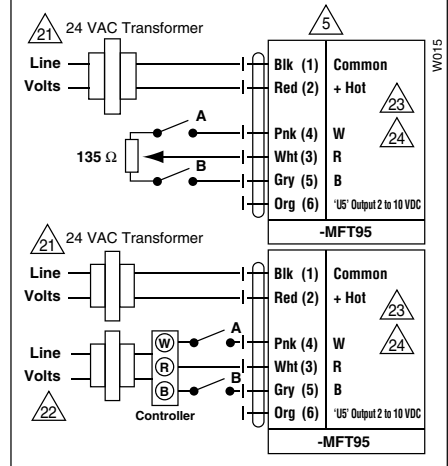 21 24 VAC Transformer
5
W015
Line
Volts
Blk (1) Common
Red (2) + Hot
23
A
Pnk (4) W
24
135 Ω
Wht (3) R
B
Gry (5) B
Org (6) 'U5' Output 2 to 10 VDC
-MFT95
21 24 VAC Transformer
Line
Volts
Blk (1) Common
Red (2) + Hot
23
A
W
Pnk (4) W
24
Line
Volts
R
Wht (3) R
B
B
Gry (5) B
22
Controller
Org (6) 'U5' Output 2 to 10 VDC
-MFT95